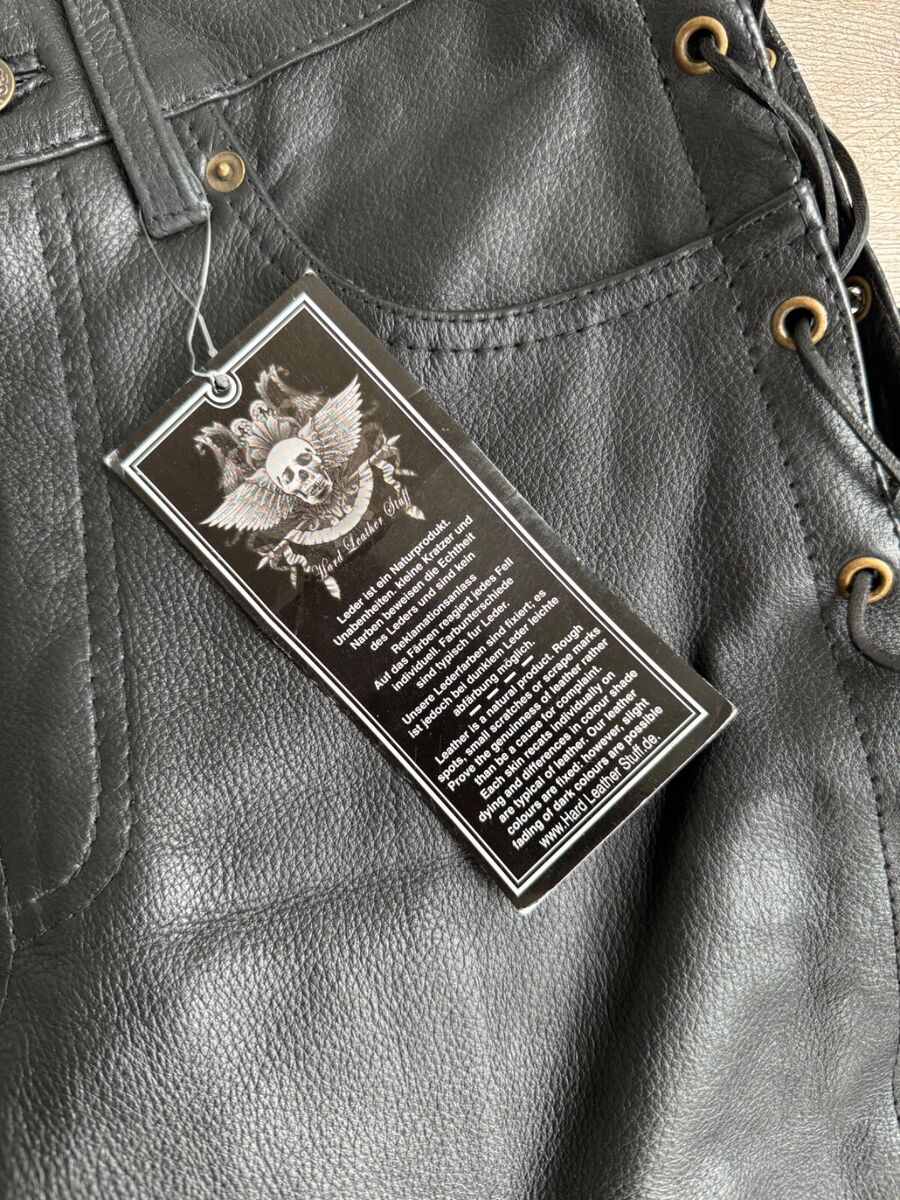 Hard Leather Stuff
Leder ist ein Naturprodukt.
Unabenheiten, kleine Kratzer und
Narben beweisen die Echtheit
des Leders und sind kein
Reklamationsanlass
Auf das Färben reagiert jedes Fell
individuell. Farbunterschiede
sind typisch fur Leder.
Unsere Lederfarben sind fixiert; es
ist jedoch bei dunklem Leder leichte
abfärbung möglich.
Leather is a natural product. Rough
spots, small scratches or scrape marks
Prove the genuineness of leather rather
than be a cause for complaint.
Each skin recats individually on
dying and differences in colour shade
are typical of leather. Our leather
colours are fixed: however, slight
fading of dark colours are possible
www.Hard Leather Stuff.de.